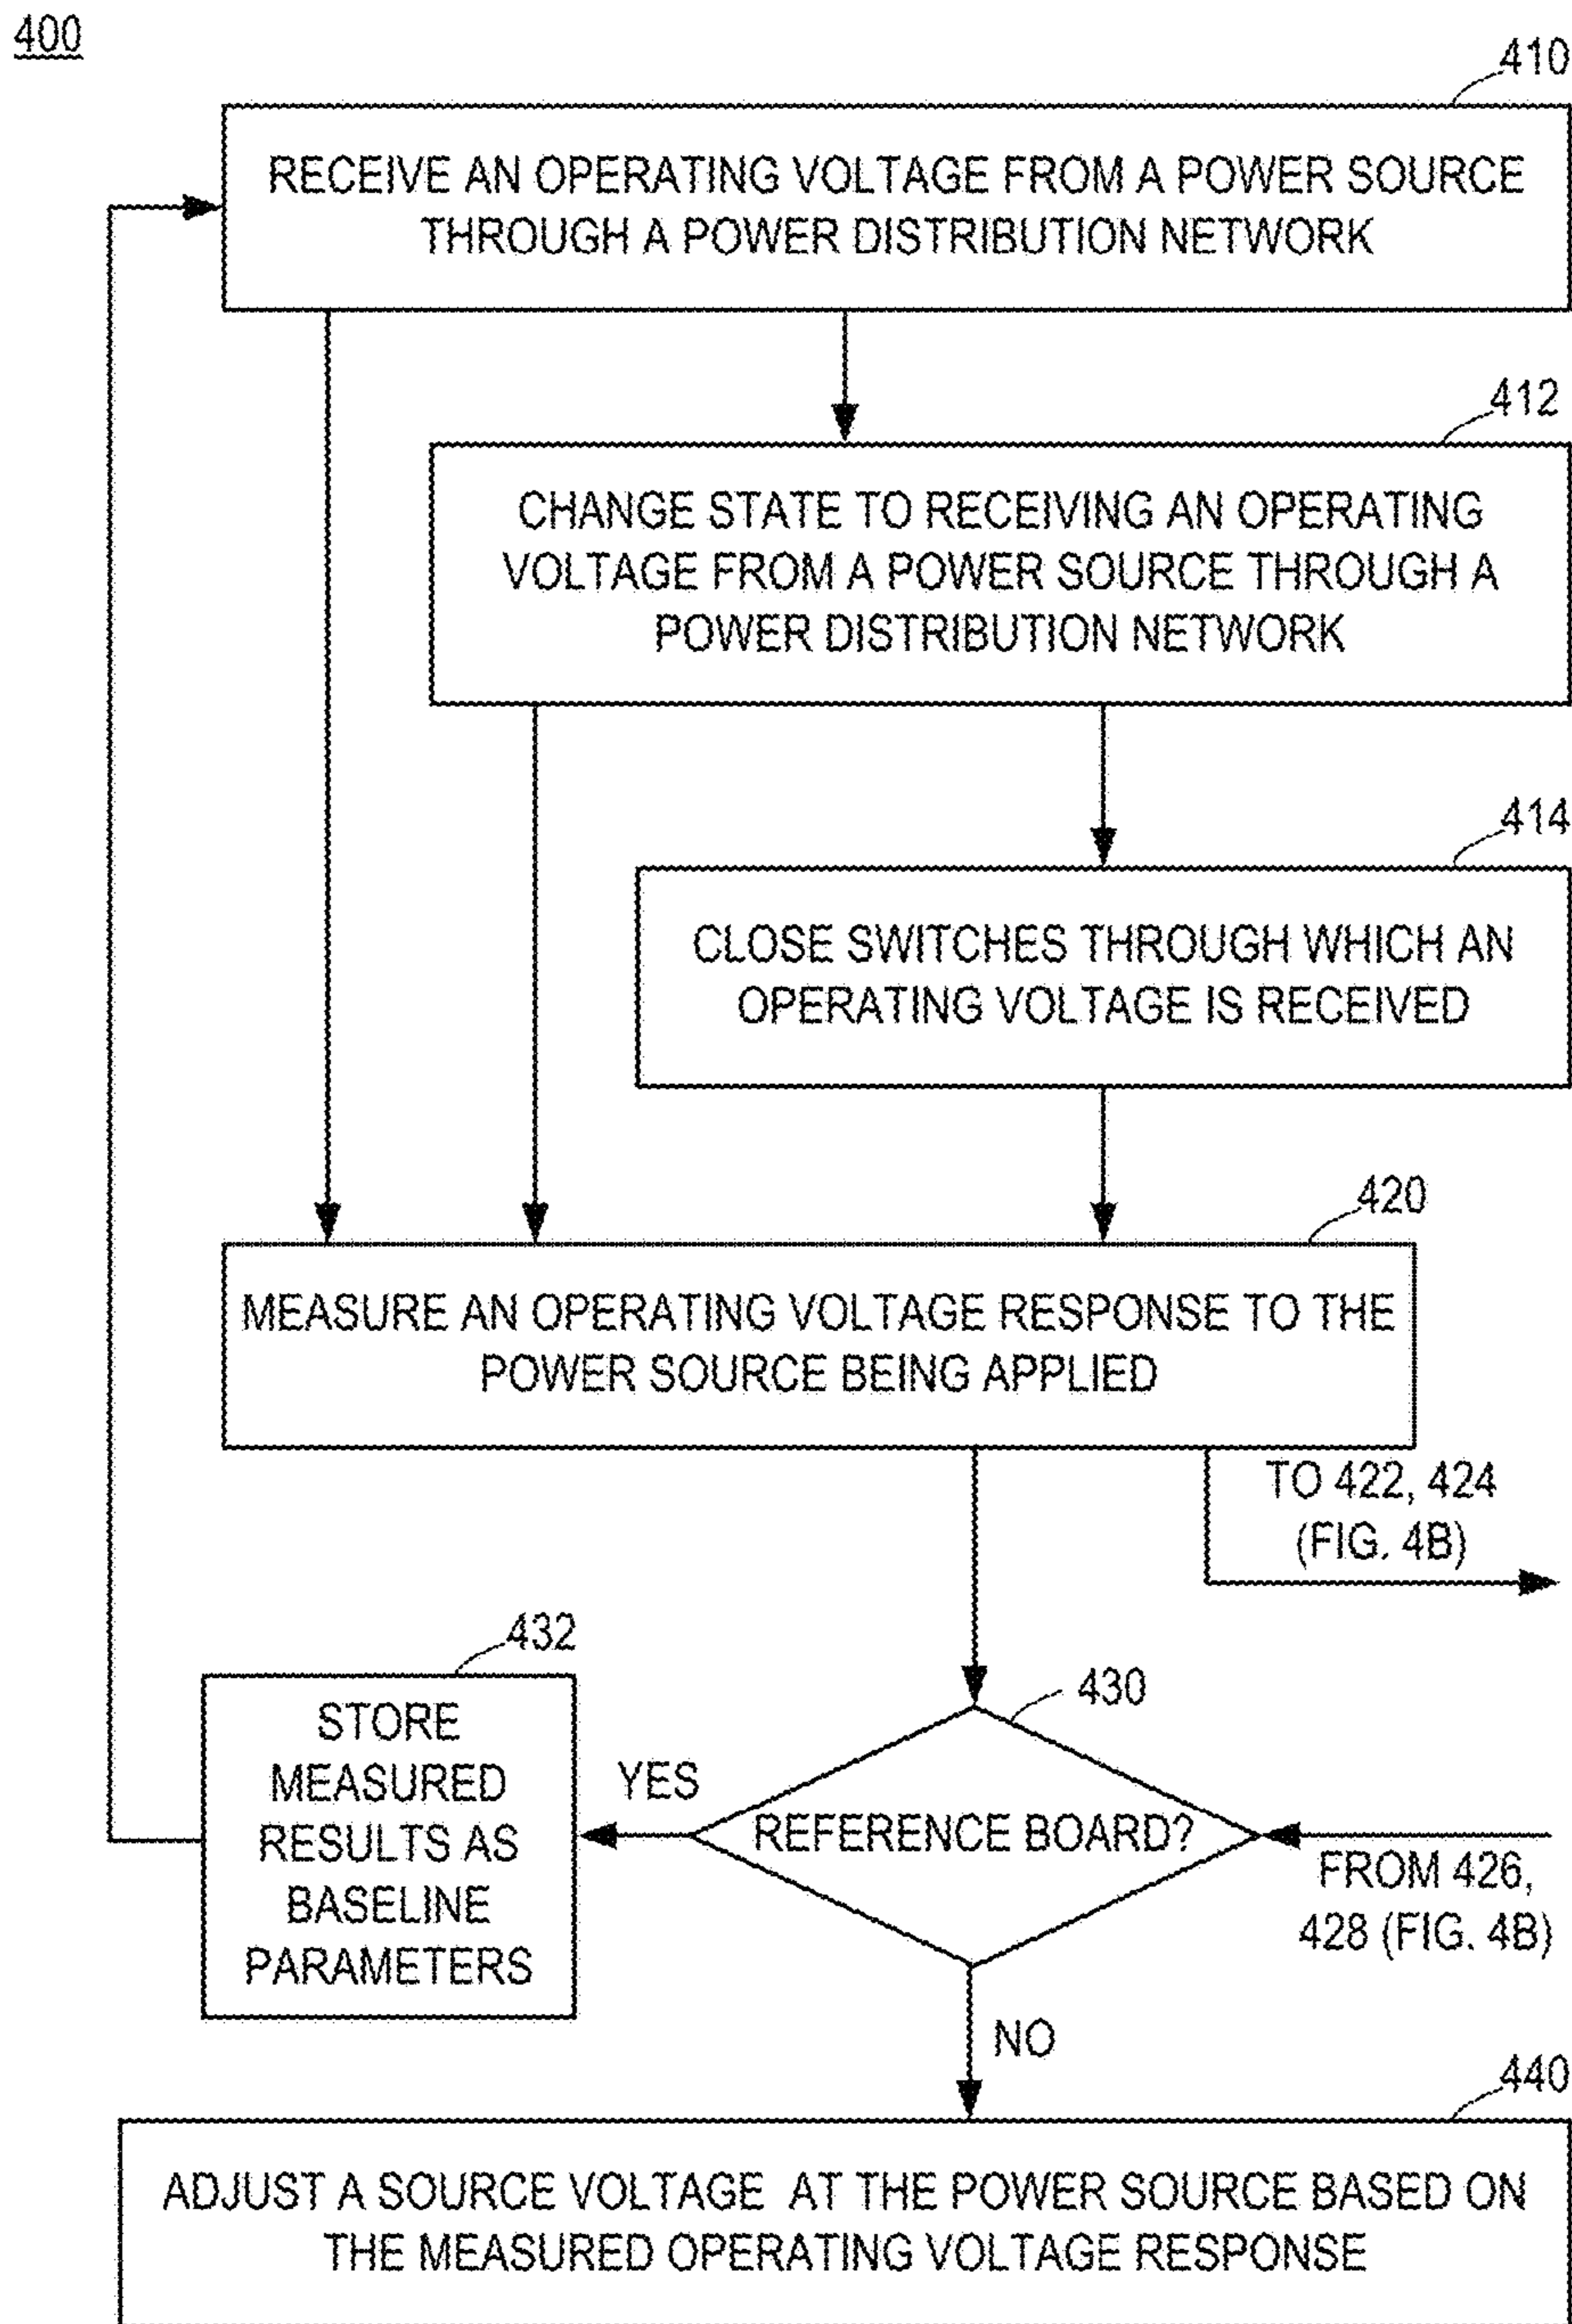 400
410
RECEIVE AN OPERATING VOLTAGE FROM A POWER SOURCE
THROUGH A POWER DISTRIBUTION NETWORK
412
CHANGE STATE TO RECEIVING AN OPERATING
VOLTAGE FROM A POWER SOURCE THROUGH A
POWER DISTRIBUTION NETWORK
414
CLOSE SWITCHES THROUGH WHICH AN
OPERATING VOLTAGE IS RECEIVED
420
MEASURE AN OPERATING VOLTAGE RESPONSE TO THE
POWER SOURCE BEING APPLIED
TO 422, 424
(FIG. 4B)
432
STORE
MEASURED
RESULTS AS
BASELINE
PARAMETERS
YES
430
REFERENCE BOARD?
FROM 426,
428 (FIG. 4B)
NO
440
ADJUST A SOURCE VOLTAGE AT THE POWER SOURCE BASED ON
THE MEASURED OPERATING VOLTAGE RESPONSE